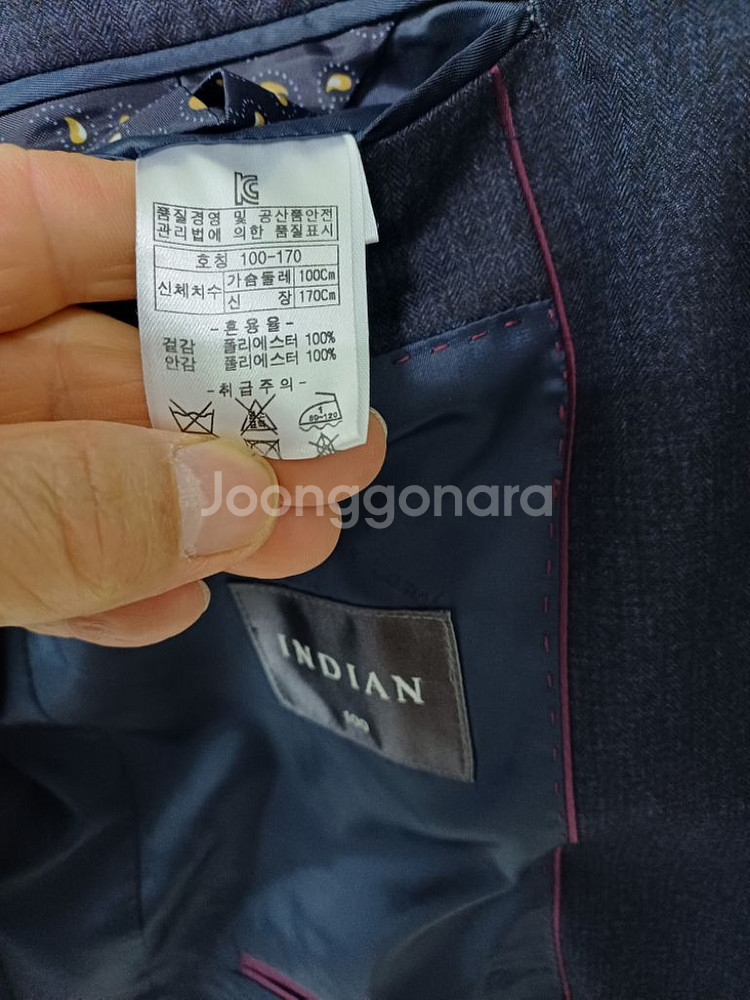 품질경영 및 공산품안전
관리법에 의한 품질표시
호칭 100-170
신체치수 가슴둘레 100Cm
신 장 170Cm
-혼용율-
겉감 폴리에스터 100%
안감 폴리에스터 100%
-취급주의-
1
80~120
Joonggonara
INDIAN
100